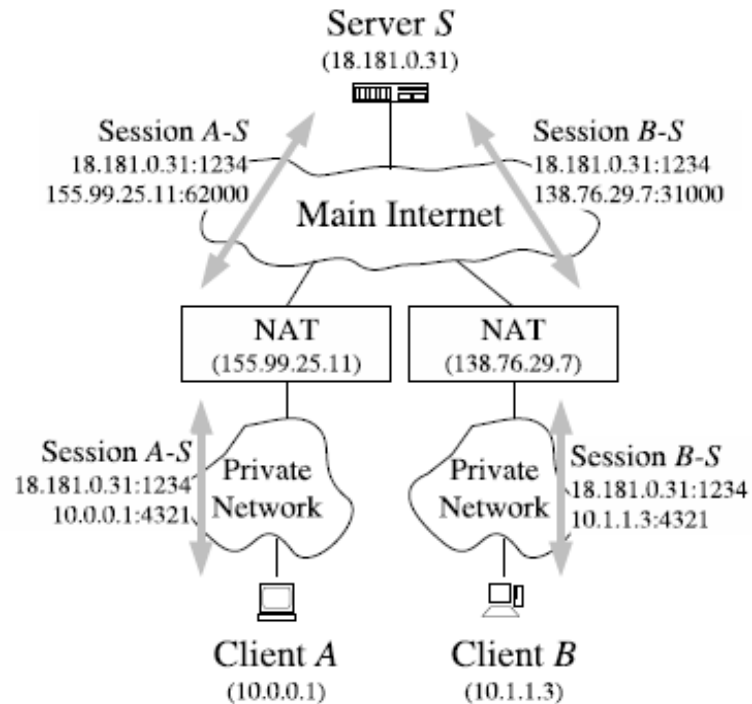 Server S
(18.181.0.31)
Session A-S
18.181.0.31:1234
155.99.25.11:62000
Session B-S
18.181.0.31:1234
138.76.29.7:31000
Main Internet
NAT
(155.99.25.11)
NAT
(138.76.29.7)
Session A-S
18.181.0.31:1234
10.0.0.1:4321
Private
Network
Private
Network
Session B-S
18.181.0.31:1234
10.1.1.3:4321
Client A
(10.0.0.1)
Client B
(10.1.1.3)